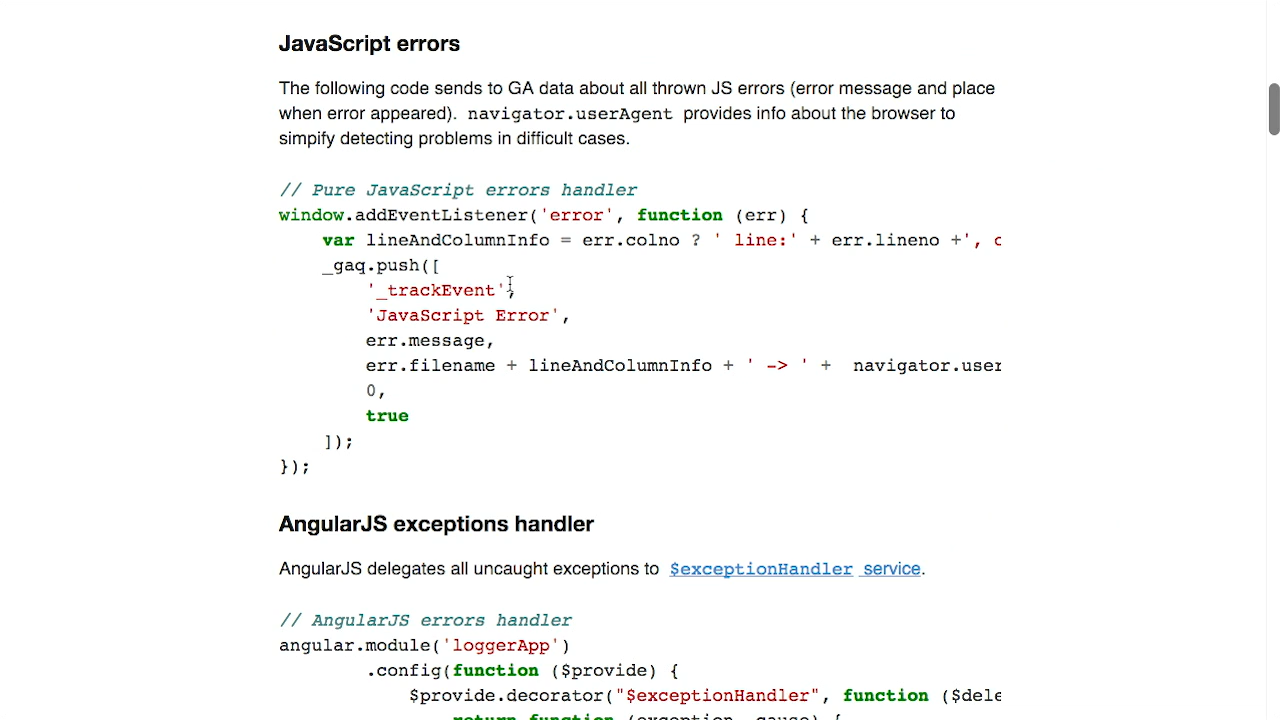 JavaScript errors
The following code sends to GA data about all thrown JS errors (error message and place
when error appeared). navigator.userAgent provides info about the browser to
simpify detecting problems in difficult cases.
// Pure JavaScript errors handler
window.addEventListener('error', function (err) {
var lineAndColumnInfo = err.colno ? ' line:' + err.lineno +', c
_gaq.push([
'_trackEvent',
'JavaScript Error',
err.message,
err.filename + lineAndColumnInfo + ' -> ' + navigator.user
0,
true
]);
});
AngularJS exceptions handler
AngularJS delegates all uncaught exceptions to $exceptionHandler service.
// AngularJS errors handler
angular.module('loggerApp')
.config(function ($provide) {
$provide.decorator("$exceptionHandler", function ($dele
return function (exception, cause) {